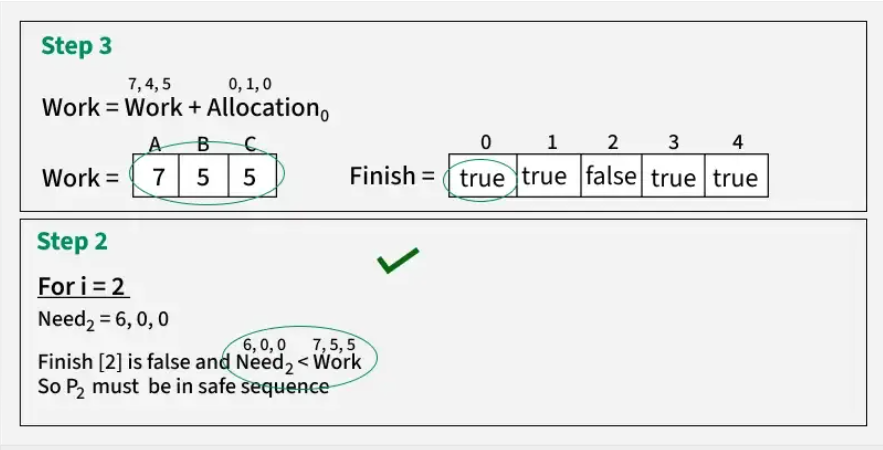 Step 3
7, 4, 5 0, 1, 0
Work = Work + Allocation₀
A B C
Work = 7 5 5
0 1 2 3 4
Finish = true true false true true
Step 2
For i = 2
Need₂ = 6, 0, 0
6, 0, 0 7, 5, 5
Finish [2] is false and Need₂ < Work
So P₂ must be in safe sequence